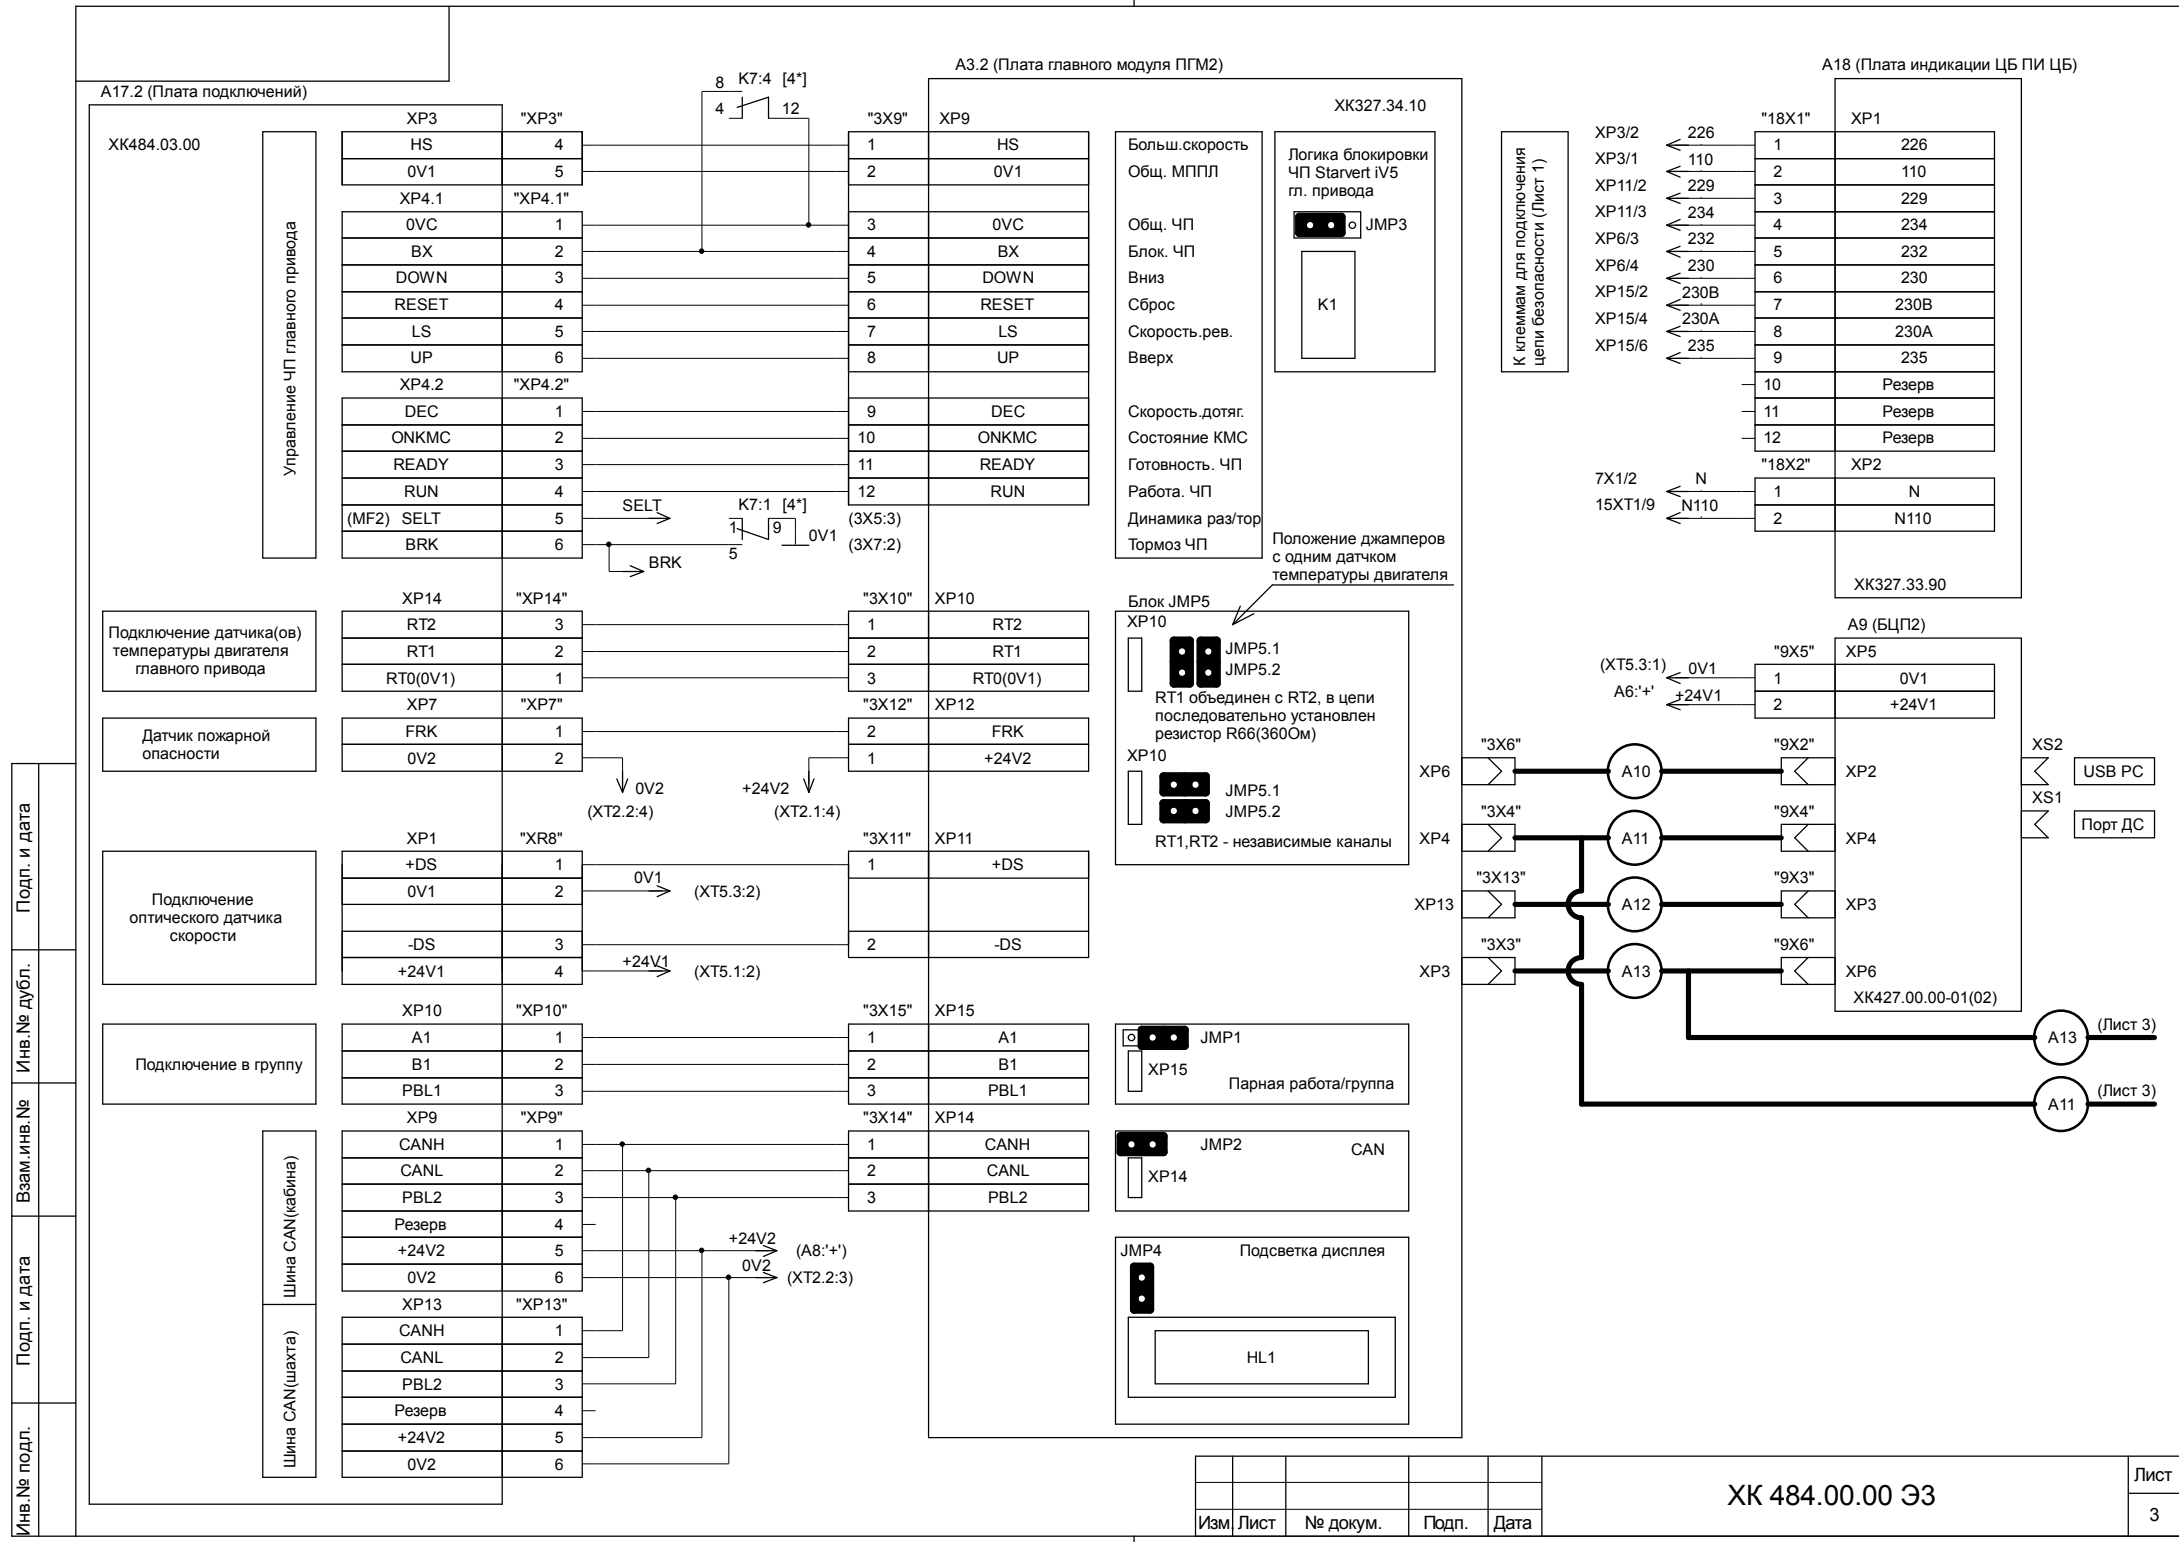 A17.2 (Плата подключений)
ХК484.03.00
Управление ЧП главного привода
XP3 "XP3"
HS 4
0V1 5
XP4.1 "XP4.1"
0VC 1
BX 2
DOWN 3
RESET 4
LS 5
UP 6
XP4.2 "XP4.2"
DEC 1
ONKMC 2
READY 3
RUN 4
(MF2) SELT 5
BRK 6
8 K7:4 [4*]
4 12
SELT
K7:1 [4*]
1 9
5
0V1
BRK
(3X5:3)
(3X7:2)
Подключение датчика(ов)
температуры двигателя
главного привода
XP14 "XP14"
RT2 3
RT1 2
RT0(0V1) 1
Датчик пожарной
опасности
XP7 "XP7"
FRK 1
0V2 2
0V2
(XT2.2:4)
+24V2
(XT2.1:4)
Подключение
оптического датчика
скорости
XP1 "XR8"
+DS 1
0V1 2
-DS 3
+24V1 4
0V1 (XT5.3:2)
+24V1 (XT5.1:2)
Подключение в группу
XP10 "XP10"
A1 1
B1 2
PBL1 3
Шина CAN(кабина)
XP9 "XP9"
CANH 1
CANL 2
PBL2 3
Резерв 4
+24V2 5
0V2 6
+24V2 (A8:'+')
0V2 (XT2.2:3)
Шина CAN(шахта)
XP13 "XP13"
CANH 1
CANL 2
PBL2 3
Резерв 4
+24V2 5
0V2 6
A3.2 (Плата главного модуля ПГМ2)
ХК327.34.10
"3X9" XP9
1 HS
2 0V1
3 0VC
4 BX
5 DOWN
6 RESET
7 LS
8 UP
9 DEC
10 ONKMC
11 READY
12 RUN
Больш.скорость
Общ. МППЛ
Общ. ЧП
Блок. ЧП
Вниз
Сброс
Скорость.рев.
Вверх
Скорость.дотяг.
Состояние КМС
Готовность. ЧП
Работа. ЧП
Динамика раз/тор
Тормоз ЧП
Логика блокировки
ЧП Starvert iV5
гл. привода
JMP3
K1
Положение джамперов
с одним датчком
температуры двигателя
"3X10" XP10
1 RT2
2 RT1
3 RT0(0V1)
"3X12" XP12
2 FRK
1 +24V2
"3X11" XP11
1 +DS
2 -DS
"3X15" XP15
1 A1
2 B1
3 PBL1
"3X14" XP14
1 CANH
2 CANL
3 PBL2
Блок JMP5
XP10
JMP5.1
JMP5.2
RT1 объединен с RT2, в цепи
последовательно установлен
резистор R66(360Ом)
XP10
JMP5.1
JMP5.2
RT1,RT2 - независимые каналы
JMP1
XP15
Парная работа/группа
JMP2 CAN
XP14
JMP4 Подсветка дисплея
HL1
A18 (Плата индикации ЦБ ПИ ЦБ)
К клеммам для подключения
цепи безопасности (Лист 1)
"18X1" XP1
XP3/2 226 1 226
XP3/1 110 2 110
XP11/2 229 3 229
XP11/3 234 4 234
XP6/3 232 5 232
XP6/4 230 6 230
XP15/2 230B 7 230B
XP15/4 230A 8 230A
XP15/6 235 9 235
10 Резерв
11 Резерв
12 Резерв
"18X2" XP2
7X1/2 N 1 N
15XT1/9 N110 2 N110
ХК327.33.90
A9 (БЦП2)
"9X5" XP5
(XT5.3:1) 0V1 1 0V1
A6:'+' +24V1 2 +24V1
XP6 "3X6" A10 "9X2" XP2
XP4 "3X4" A11 "9X4" XP4
XP13 "3X13" A12 "9X3" XP3
XP3 "3X3" A13 "9X6" XP6
XS2
USB PC
XS1
Порт ДС
ХК427.00.00-01(02)
A13 (Лист 3)
A11 (Лист 3)
Подп. и дата
Инв.№ дубл.
Взам.инв.№
Подп. и дата
Инв.№ подл.
Изм. Лист № докум. Подп. Дата
ХК 484.00.00 Э3
Лист
3